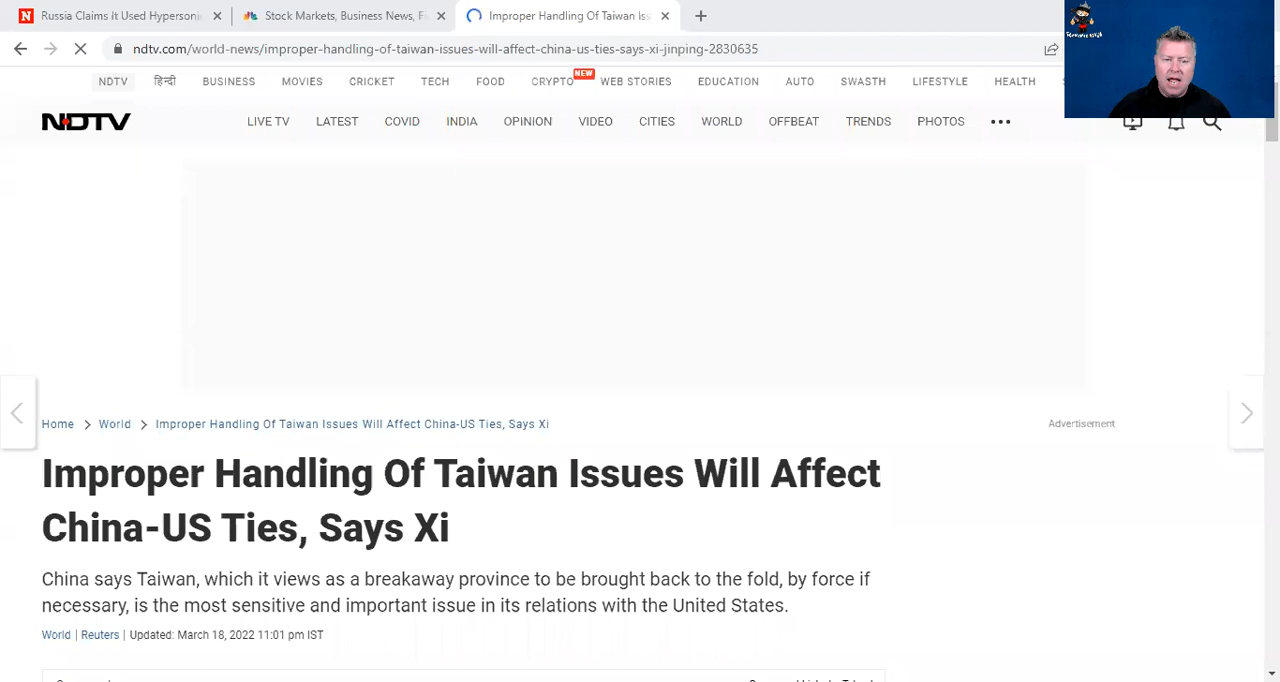 Russia Claims It Used Hypersoni
Stock Markets, Business News, Fi
Improper Handling Of Taiwan Iss
ndtv.com/world-news/improper-handling-of-taiwan-issues-will-affect-china-us-ties-says-xi-jinping-2830635
NDTV हिन्दी BUSINESS MOVIES CRICKET TECH FOOD CRYPTO NEW WEB STORIES EDUCATION AUTO SWASTH LIFESTYLE HEALTH
NDTV LIVE TV LATEST COVID INDIA OPINION VIDEO CITIES WORLD OFFBEAT TRENDS PHOTOS
Home World Improper Handling Of Taiwan Issues Will Affect China-US Ties, Says Xi
Advertisement
Improper Handling Of Taiwan Issues Will Affect
China-US Ties, Says Xi
China says Taiwan, which it views as a breakaway province to be brought back to the fold, by force if
necessary, is the most sensitive and important issue in its relations with the United States.
World | Reuters | Updated: March 18, 2022 11:01 pm IST